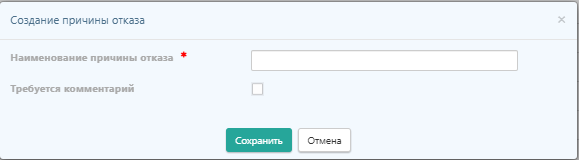 Создание причины отказа ×
Наименование причины отказа *
Требуется комментарий
Сохранить Отмена